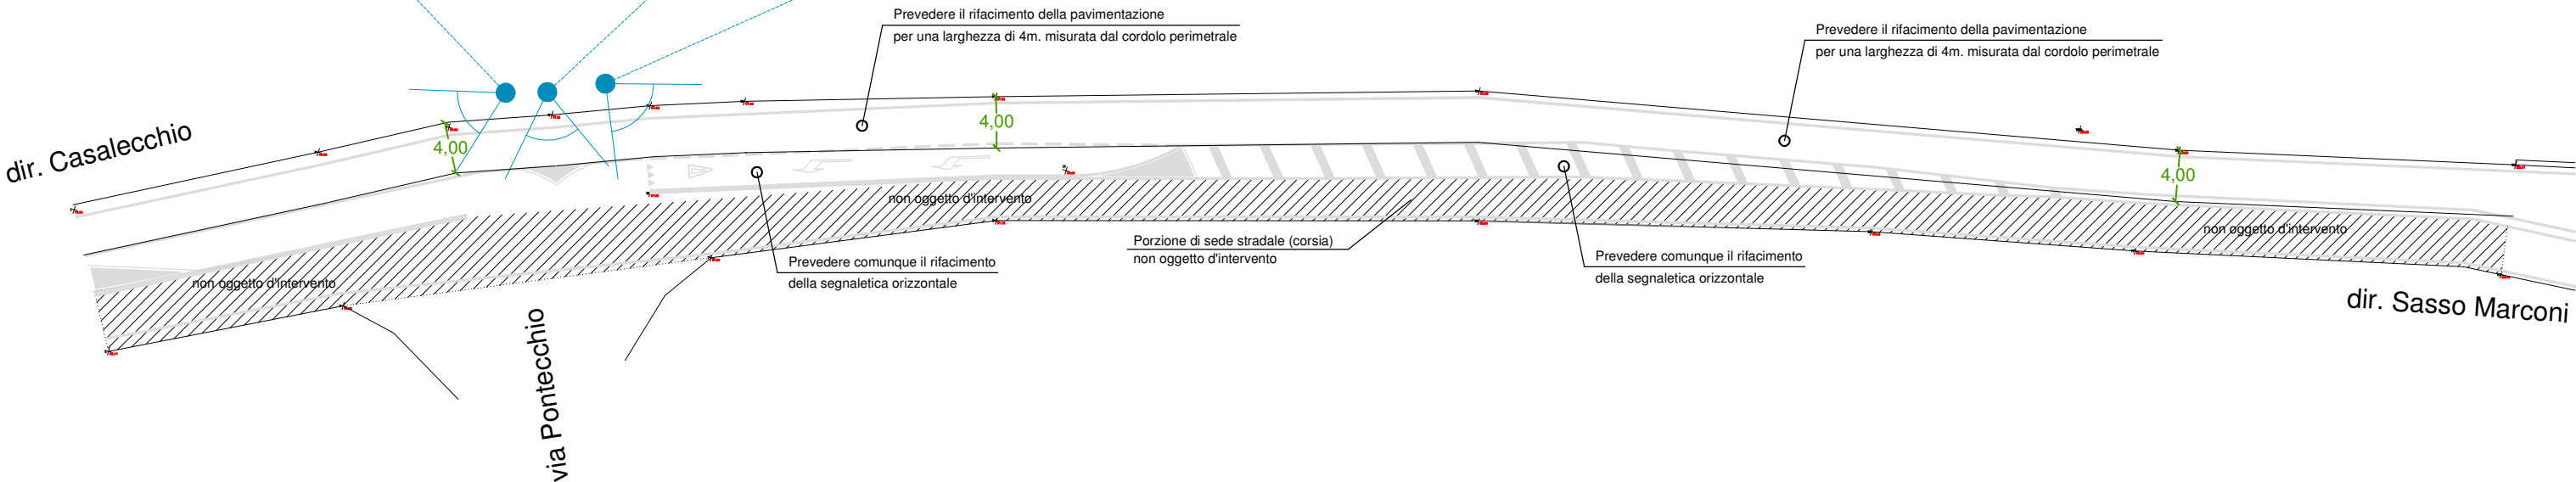 Prevedere il rifacimento della pavimentazione
per una larghezza di 4m. misurata dal cordolo perimetrale
Prevedere il rifacimento della pavimentazione
per una larghezza di 4m. misurata dal cordolo perimetrale
dir. Casalecchio
4,00
4,00
4,00
non oggetto d'intervento
non oggetto d'intervento
non oggetto d'intervento
Porzione di sede stradale (corsia)
non oggetto d'intervento
Prevedere comunque il rifacimento
della segnaletica orizzontale
Prevedere comunque il rifacimento
della segnaletica orizzontale
dir. Sasso Marconi
via Pontecchio